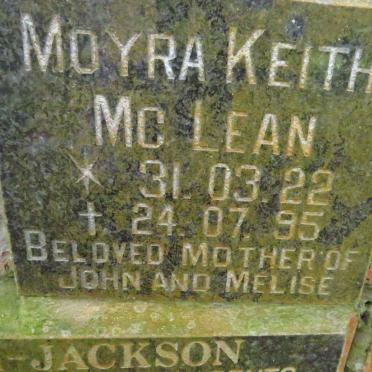 MOYRA KEITH
MC LEAN
* 31.03.22
† 24.07.95
BELOVED MOTHER OF
JOHN AND MELISE
-JACKSON